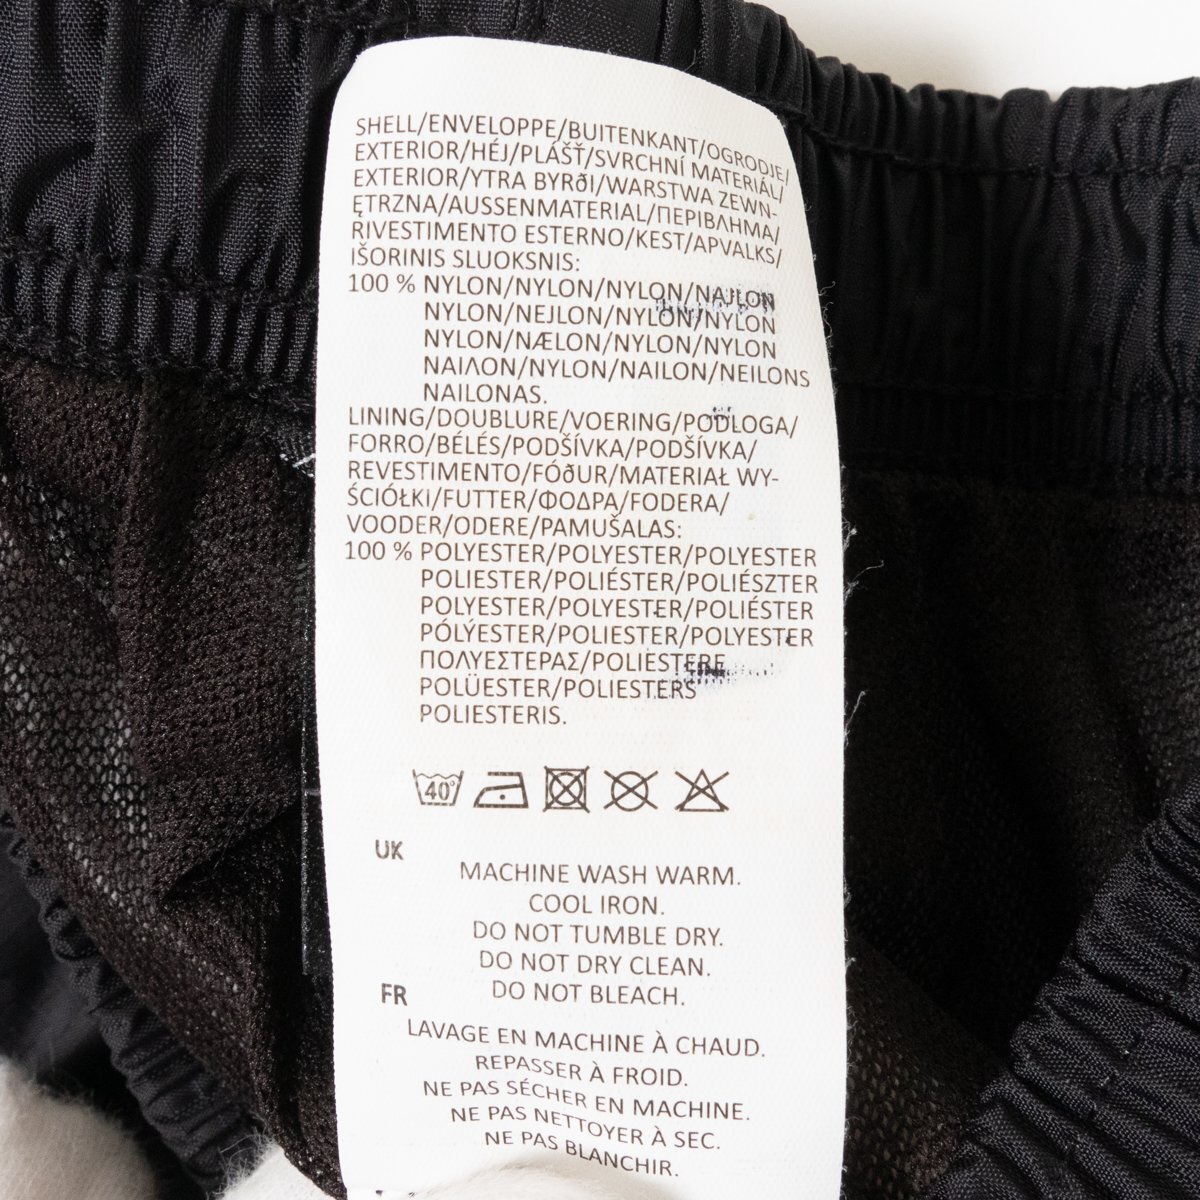 SHELL/ENVELOPPE/BUITENKANT/OGRODJE/
EXTERIOR/HÉJ/PLÁŠŤ/SVRCHNÍ MATERIÁL/
EXTERIOR/YTRA BYRðI/WARSTWA ZEWN-
ĘTRZNA/AUSSENMATERIAL/ΠΕΡΙΒΛΗΜΑ/
RIVESTIMENTO ESTERNO/KEST/APVALKS/
IŠORINIS SLUOKSNIS:
100 % NYLON/NYLON/NYLON/NAJLON
NYLON/NEJLON/NYLON/NYLON
NYLON/NÆLON/NYLON/NYLON
ΝΑΙΛΟΝ/NYLON/NAILON/NEILONS
NAILONAS.
LINING/DOUBLURE/VOERING/PODLOGA/
FORRO/BÉLÉS/PODŠÍVKA/PODŠÍVKA/
REVESTIMENTO/FÓðUR/MATERIAŁ WY-
ŚCIÓŁKI/FUTTER/ΦΟΔΡΑ/FODERA/
VOODER/ODERE/PAMUŠALAS:
100 % POLYESTER/POLYESTER/POLYESTER
POLIESTER/POLIÉSTER/POLIÉSZTER
POLYESTER/POLYESTER/POLIÉSTER
PÓLÝESTER/POLIESTER/POLYESTER
ΠΟΛΥΕΣΤΕΡΑΣ/POLIESTERE
POLÜESTER/POLIESTERS
POLIESTERIS.
40°
UK
MACHINE WASH WARM.
COOL IRON.
DO NOT TUMBLE DRY.
DO NOT DRY CLEAN.
DO NOT BLEACH.
FR
LAVAGE EN MACHINE À CHAUD.
REPASSER À FROID.
NE PAS SÉCHER EN MACHINE.
NE PAS NETTOYER À SEC.
NE PAS BLANCHIR.